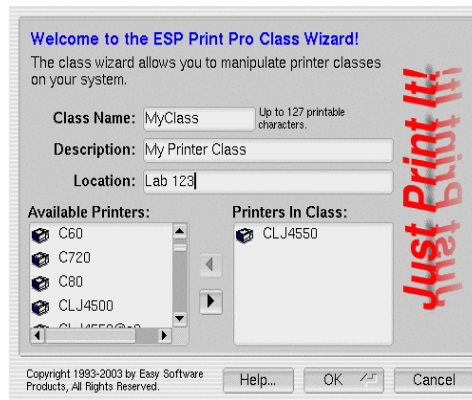 Welcome to the ESP Print Pro Class Wizard!
The class wizard allows you to manipulate printer classes
on your system.
Class Name: MyClass Up to 127 printable
characters.
Description: My Printer Class
Location: Lab 123
Available Printers:
C60
C720
C80
CLJ4500
Printers In Class:
CLJ4550
Just Print It!
Copyright 1993-2003 by Easy Software
Products, All Rights Reserved.
Help... OK Cancel